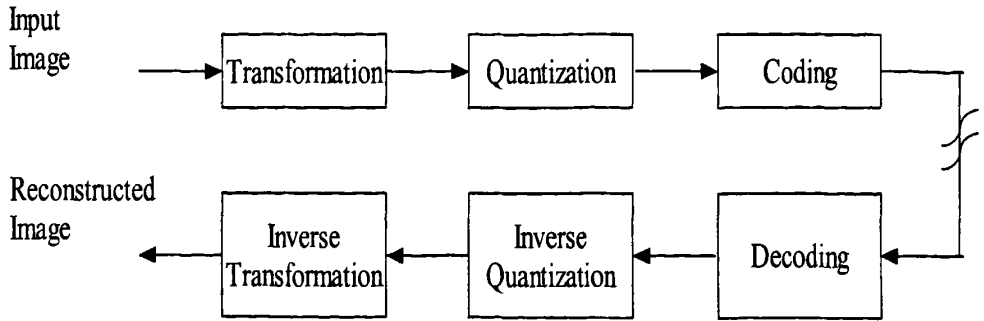 Input
Image
Transformation
Quantization
Coding
Reconstructed
Image
Inverse
Transformation
Inverse
Quantization
Decoding